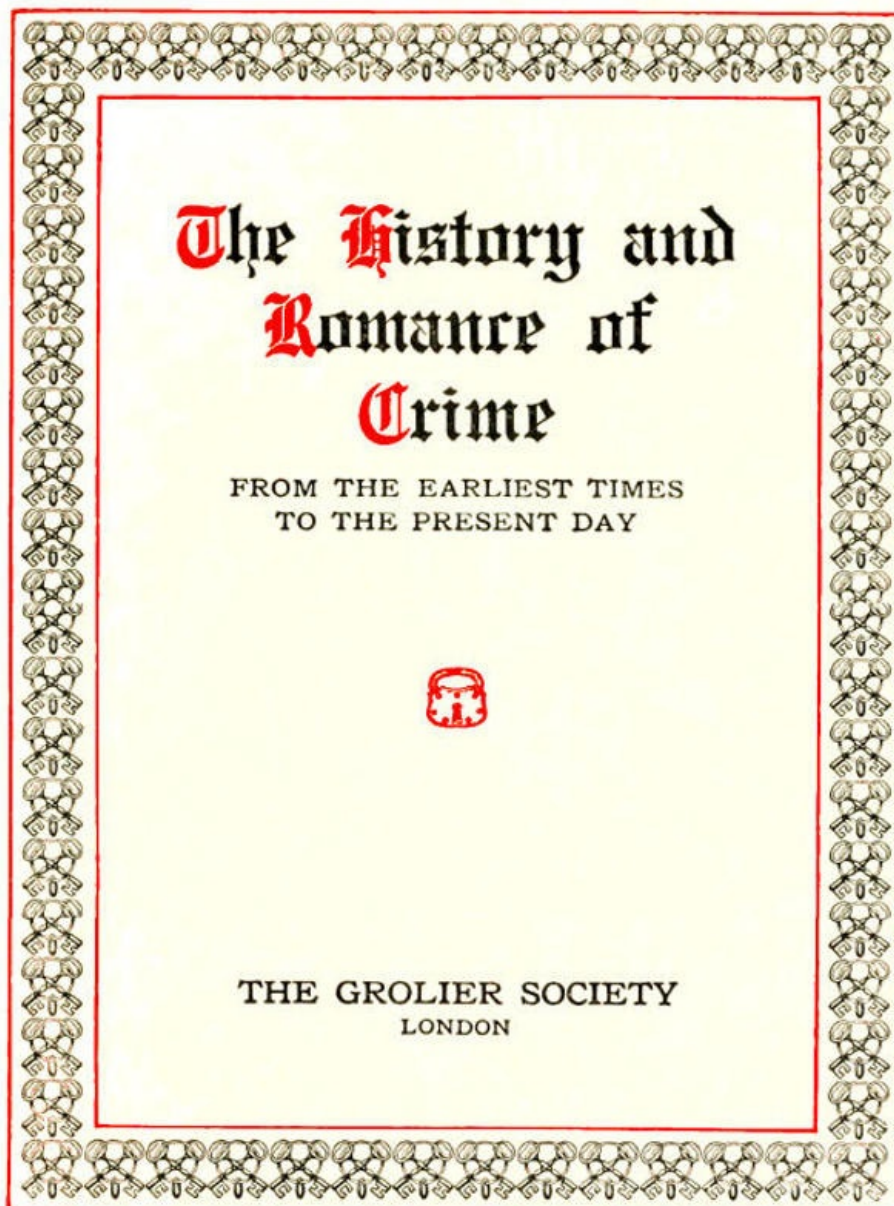 The History and
Romance of
Crime
FROM THE EARLIEST TIMES
TO THE PRESENT DAY
THE GROLIER SOCIETY
LONDON